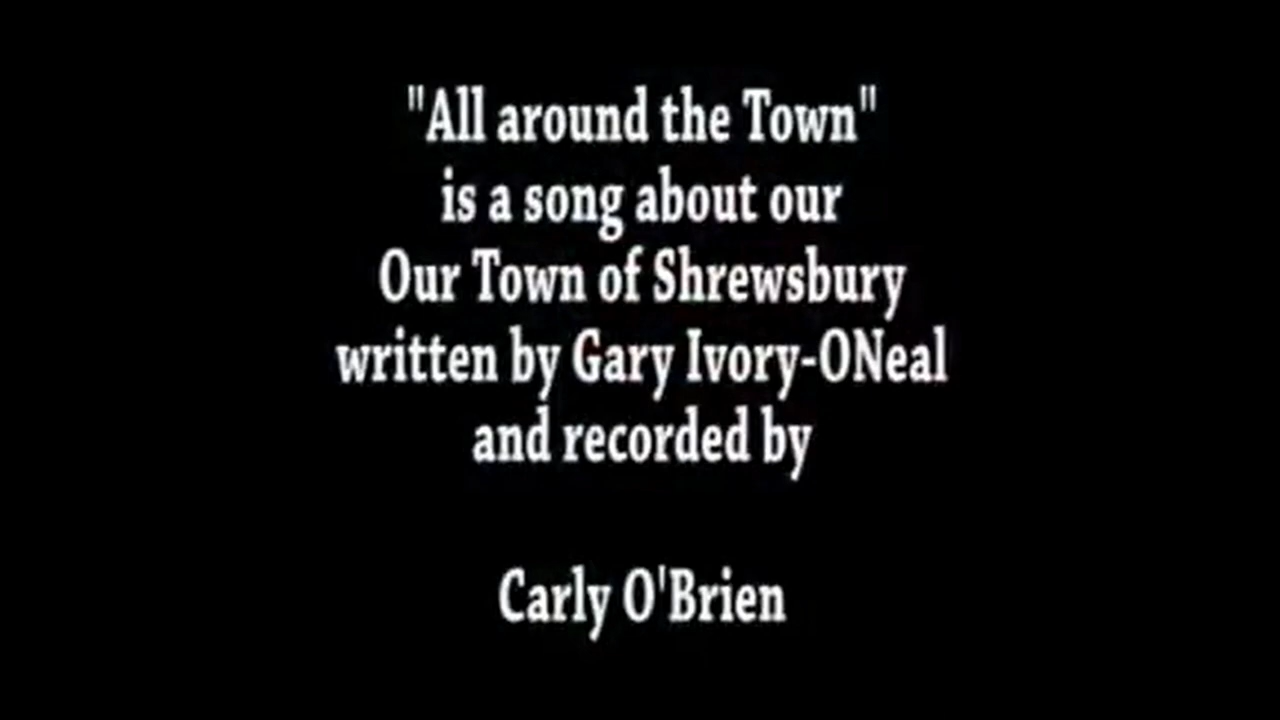 "All around the Town"
is a song about our
Our Town of Shrewsbury
written by Gary Ivory-ONeal
and recorded by
Carly O'Brien